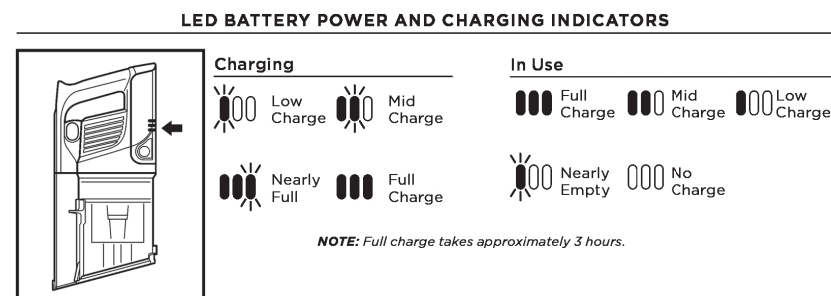 LED BATTERY POWER AND CHARGING INDICATORS
Charging
Low
Charge
Mid
Charge
Nearly
Full
Full
Charge
In Use
Full
Charge
Mid
Charge
Low
Charge
Nearly
Empty
No
Charge
NOTE: Full charge takes approximately 3 hours.